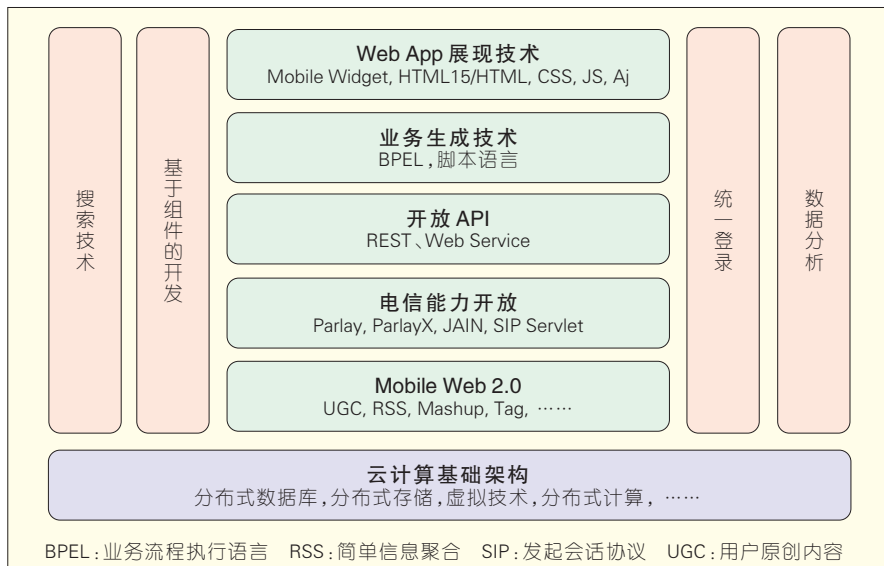 搜索技术
基于组件的开发
Web App 展现技术
Mobile Widget, HTML15/HTML, CSS, JS, Aj
业务生成技术
BPEL,脚本语言
开放 API
REST、Web Service
电信能力开放
Parlay, ParlayX, JAIN, SIP Servlet
Mobile Web 2.0
UGC, RSS, Mashup, Tag, ……
统一登录
数据分析
云计算基础架构
分布式数据库,分布式存储,虚拟技术,分布式计算, ……
BPEL:业务流程执行语言 RSS:简单信息聚合 SIP:发起会话协议 UGC:用户原创内容